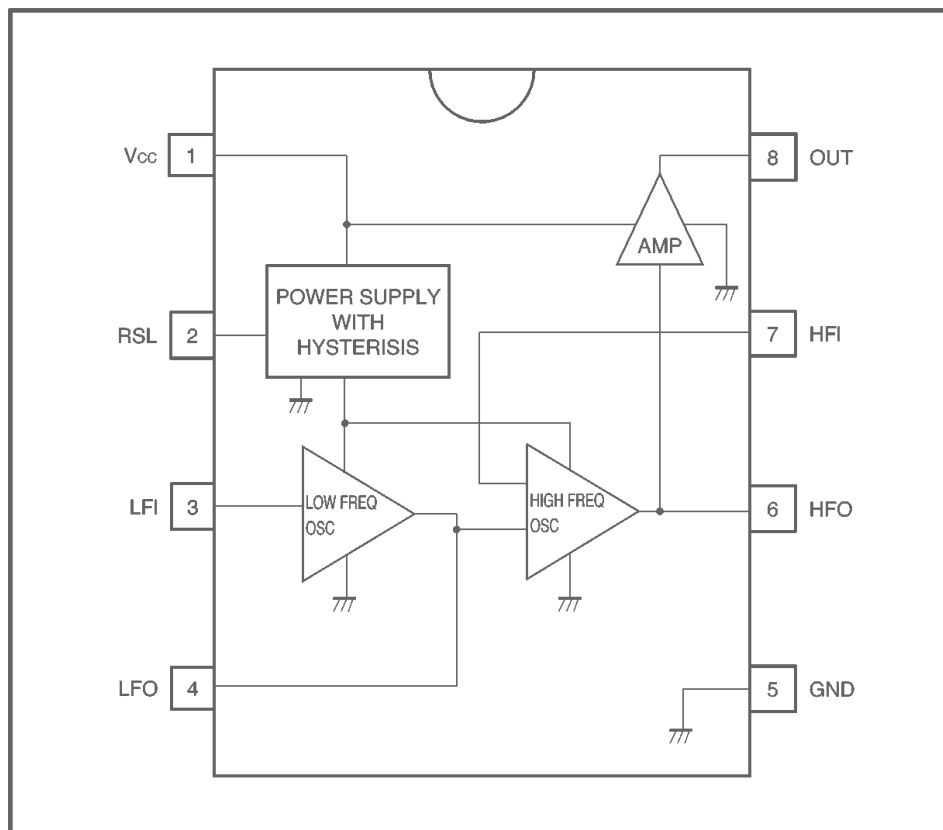 Vcc 1
8 OUT
AMP
POWER SUPPLY
WITH
HYSTERISIS
RSL 2
7 HFI
LFI 3
LOW FREQ
OSC
HIGH FREQ
OSC
6 HFO
LFO 4
5 GND